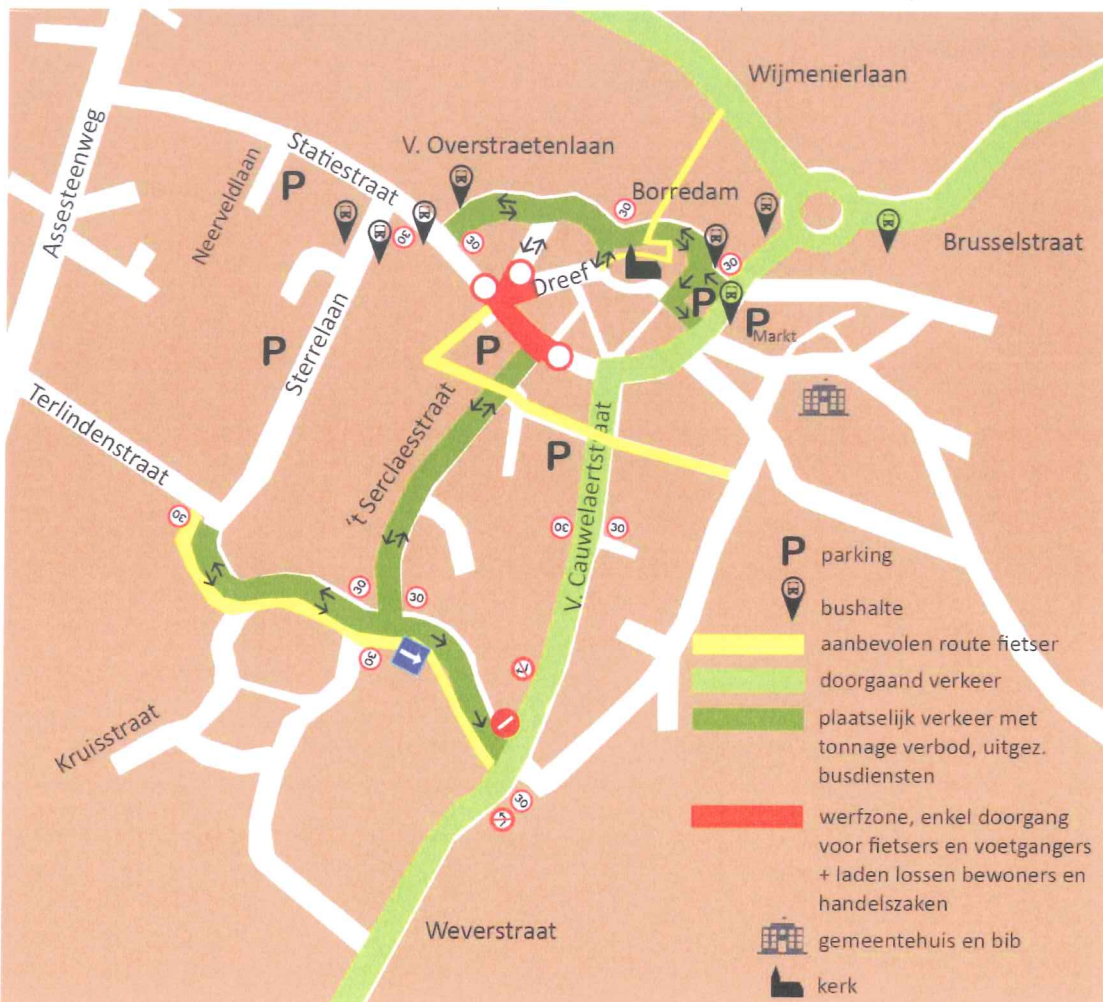 Wijmenierlaan
Assesteenweg
Statiestraat
V. Overstraetenlaan
Neerveldlaan
P
Borredam
30
30
30
30
Brusselstraat
Dreef
P
P
Markt
P
P
Sterrelaan
Terlindenstraat
't Serclaesstraat
P
V. Cauwelaertstraat
30
30
30
30
30
30
Kruisstraat
30
Weverstraat
P parking
bushalte
aanbevolen route fietser
doorgaand verkeer
plaatselijk verkeer met
tonnage verbod, uitgez.
busdiensten
werfzone, enkel doorgang
voor fietsers en voetgangers
+ laden lossen bewoners en
handelszaken
gemeentehuis en bib
kerk